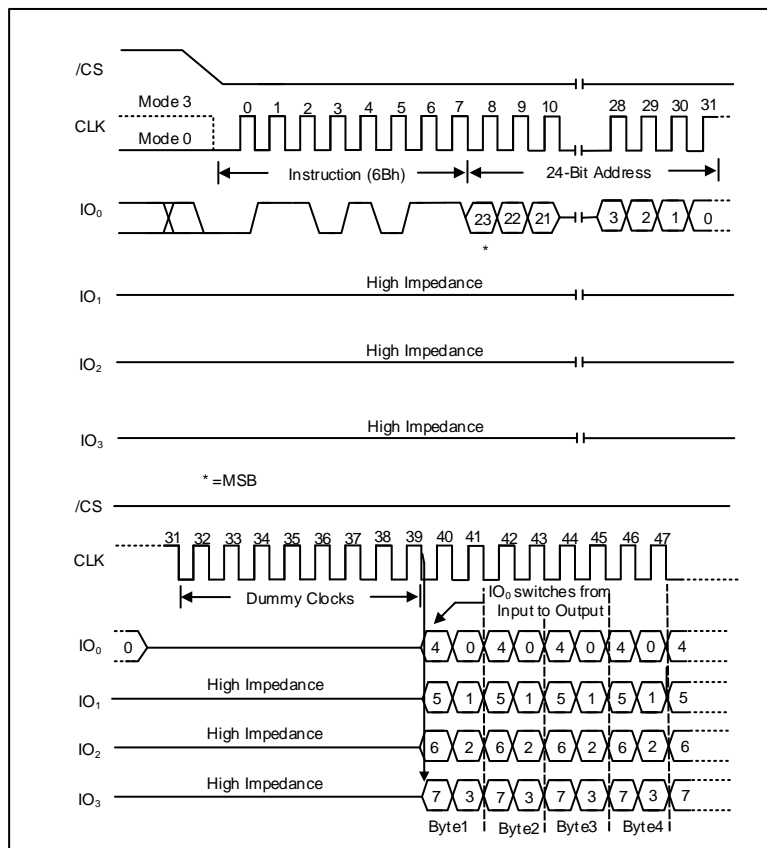 /CS
Mode 3
0 1 2 3 4 5 6 7 8 9 10 28 29 30 31
CLK
Mode 0
Instruction (6Bh) 24-Bit Address
IO0 23 22 21 3 2 1 0
*
High Impedance
IO1
High Impedance
IO2
High Impedance
IO3
* =MSB
/CS
31 32 33 34 35 36 37 38 39 40 41 42 43 44 45 46 47
CLK
Dummy Clocks
IO0 switches from
Input to Output
IO0 0 4 0 4 0 4 0 4 0 4
High Impedance
IO1 5 1 5 1 5 1 5 1 5
High Impedance
IO2 6 2 6 2 6 2 6 2 6
High Impedance
IO3 7 3 7 3 7 3 7 3 7
Byte1 Byte2 Byte3 Byte4